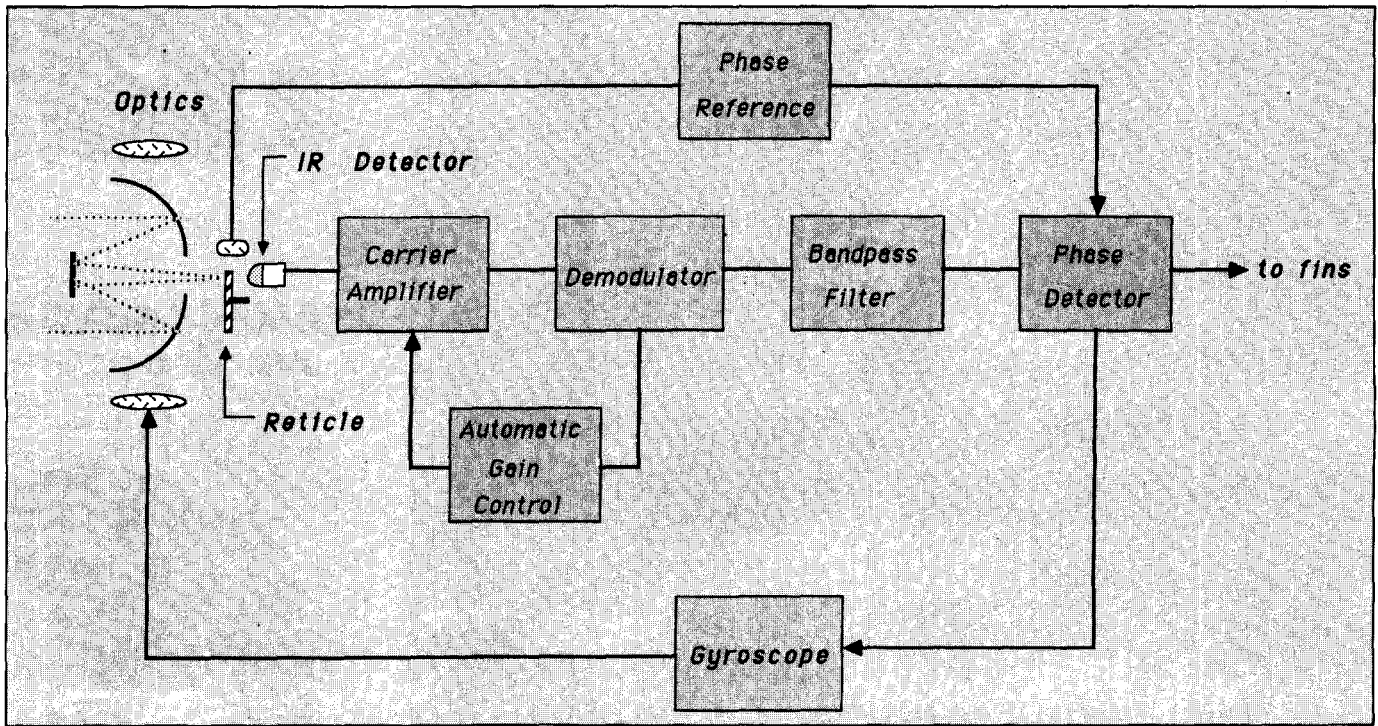 Phase
Reference
Optics
IR Detector
Carrier
Amplifier
Demodulator
Bandpass
Filter
Phase
Detector
to fins
Reticle
Automatic
Gain
Control
Gyroscope